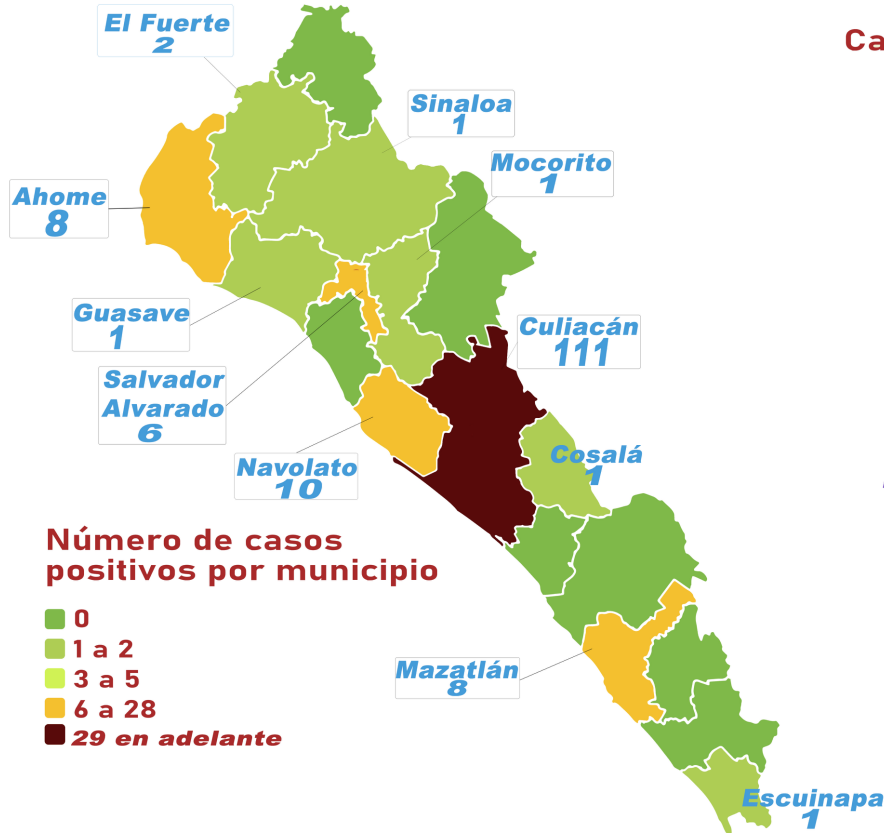 El Fuerte
2
Ca
Sinaloa
1
Mocorito
1
Ahome
8
Guasave
1
Culiacán
111
Salvador
Alvarado
6
Cosalá
1
Navolato
10
Número de casos
positivos por municipio
0
1 a 2
3 a 5
6 a 28
29 en adelante
Mazatlán
8
Escuinapa
1